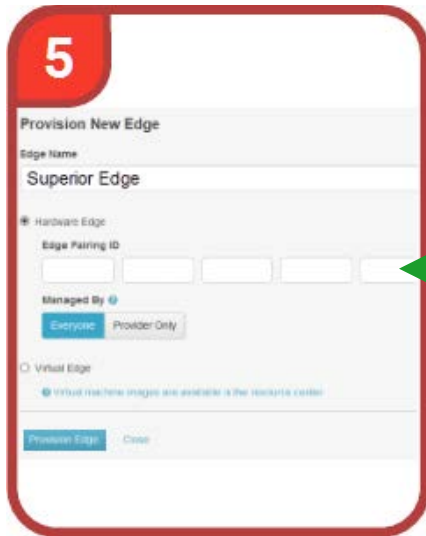 5
Provision New Edge
Edge Name
Superior Edge
Hardware Edge
Edge Pairing ID
Managed By
Everyone Provider Only
Virtual Edge
Virtual machine images are available in the resource center
Provision Edge Close